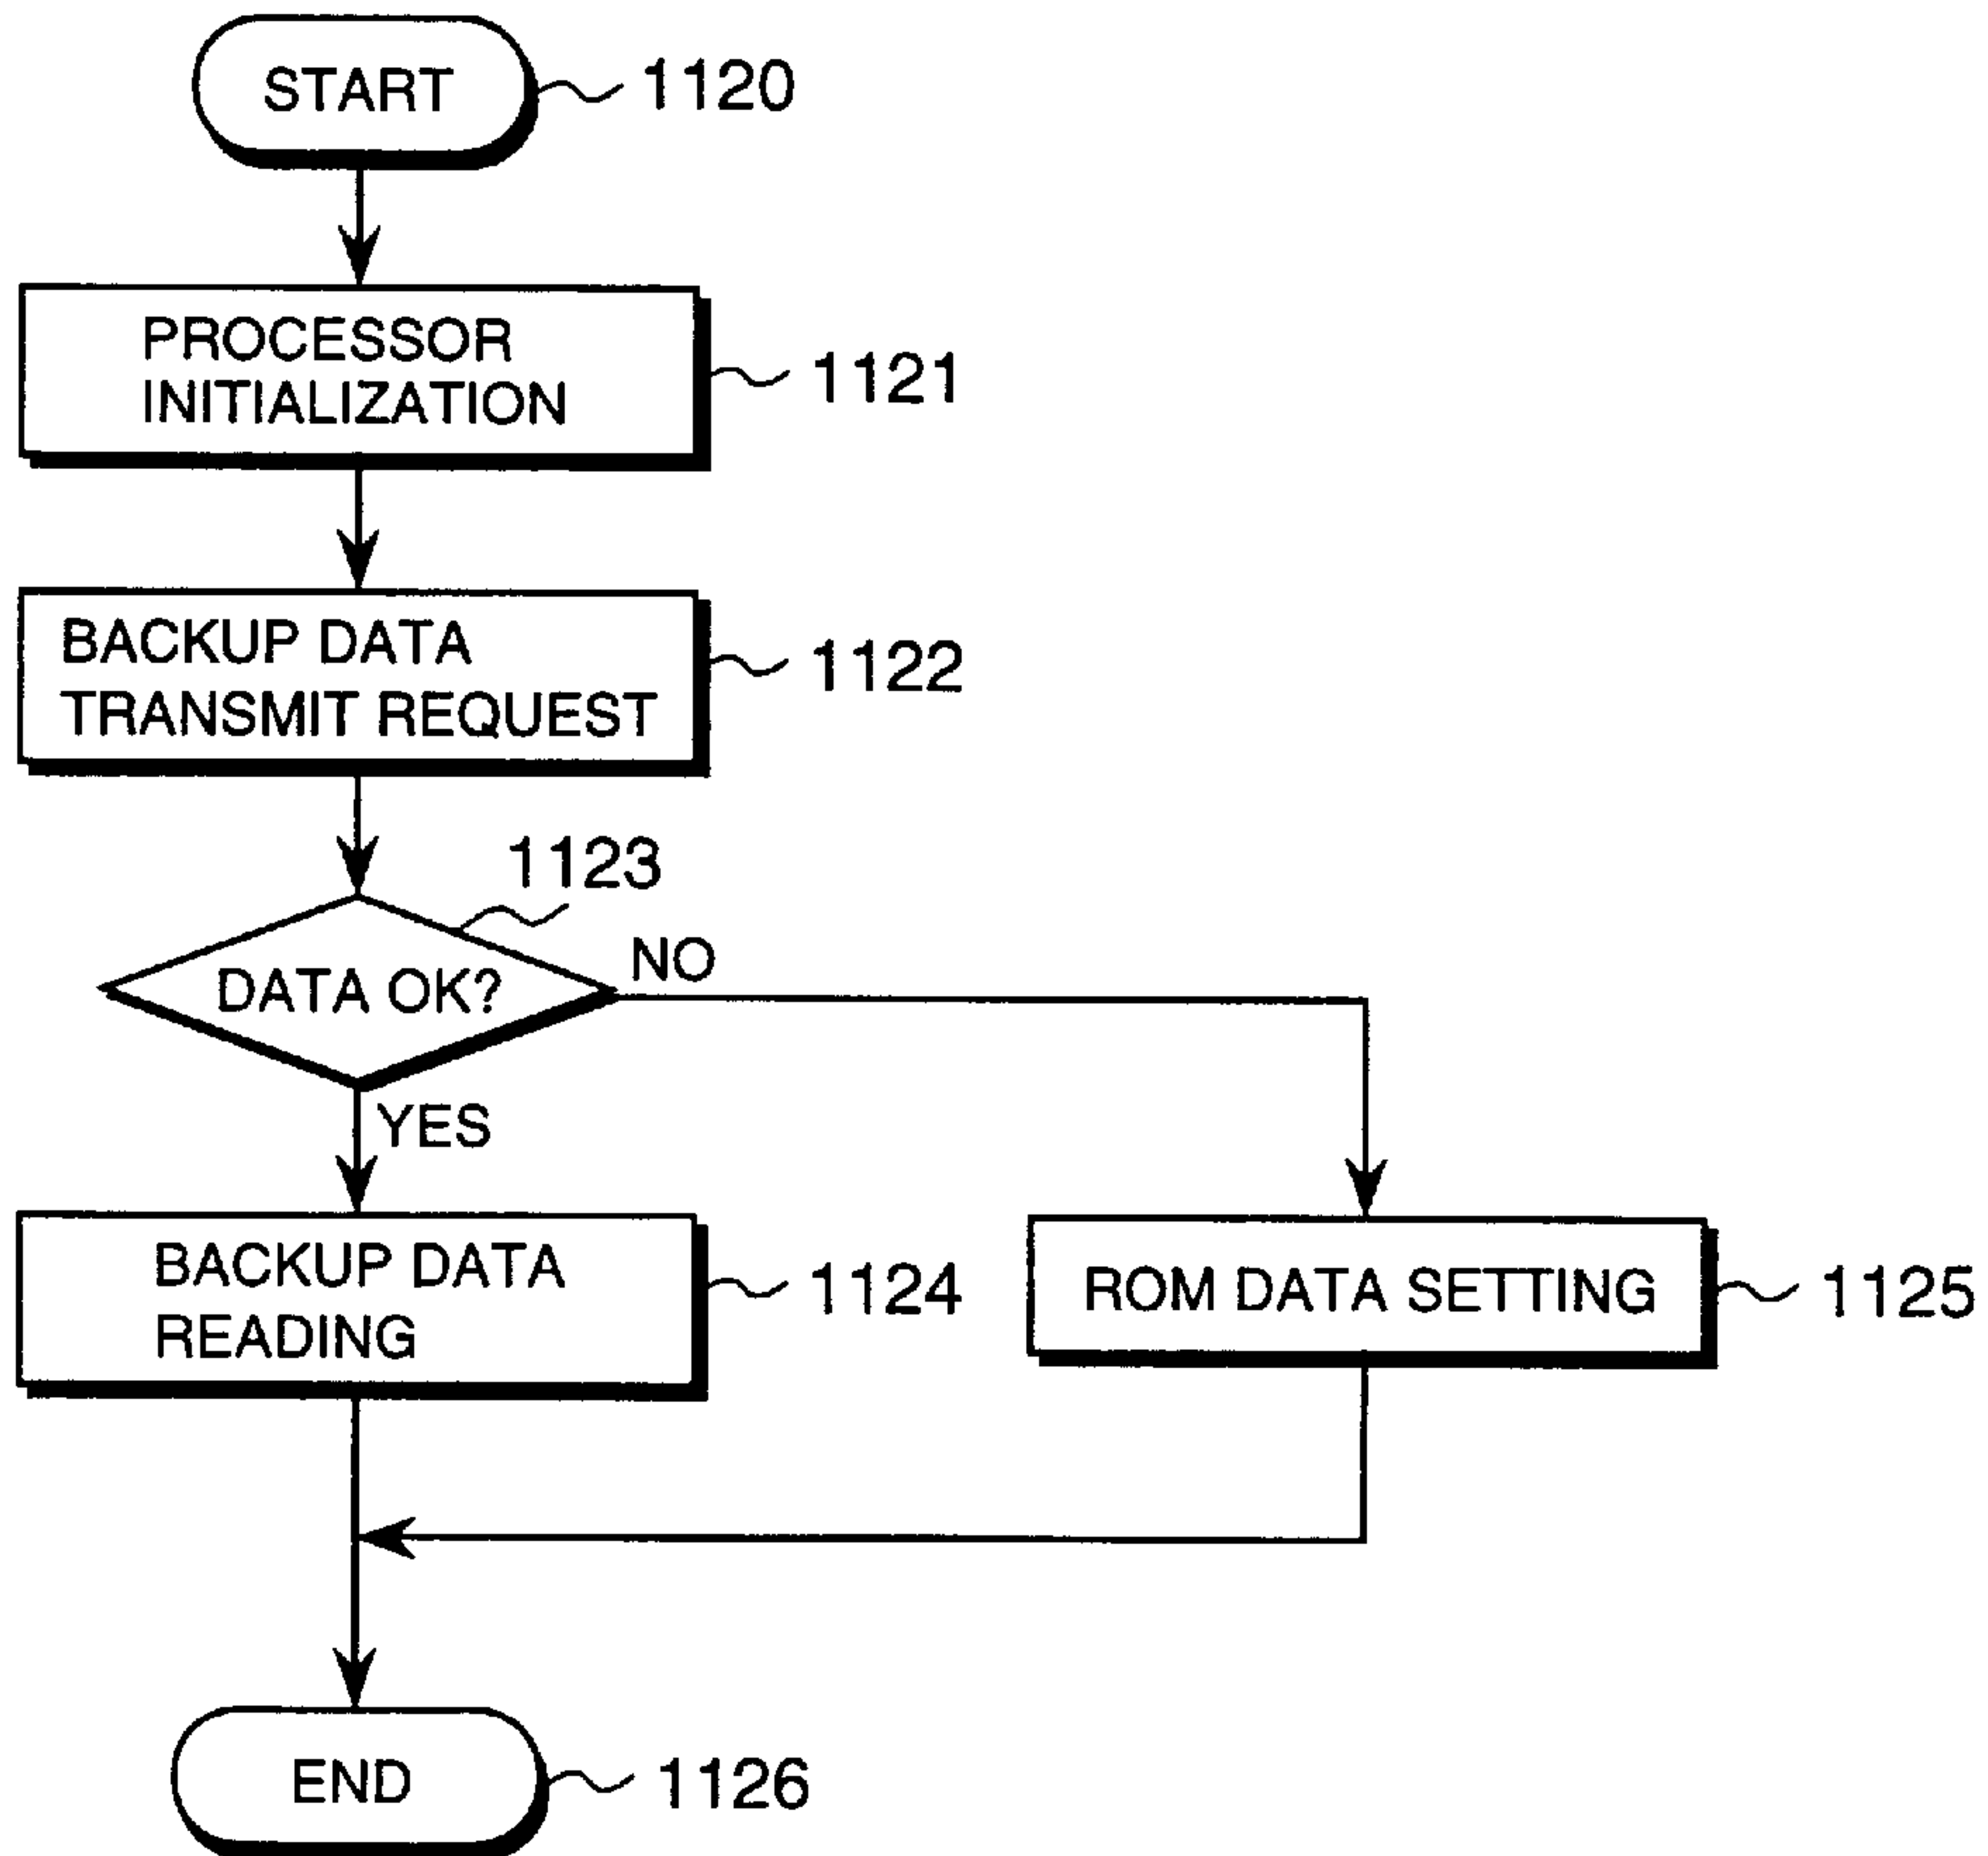 START
1120
PROCESSOR
INITIALIZATION
1121
BACKUP DATA
TRANSMIT REQUEST
1122
1123
DATA OK?
NO
YES
BACKUP DATA
READING
1124
ROM DATA SETTING
1125
END
1126